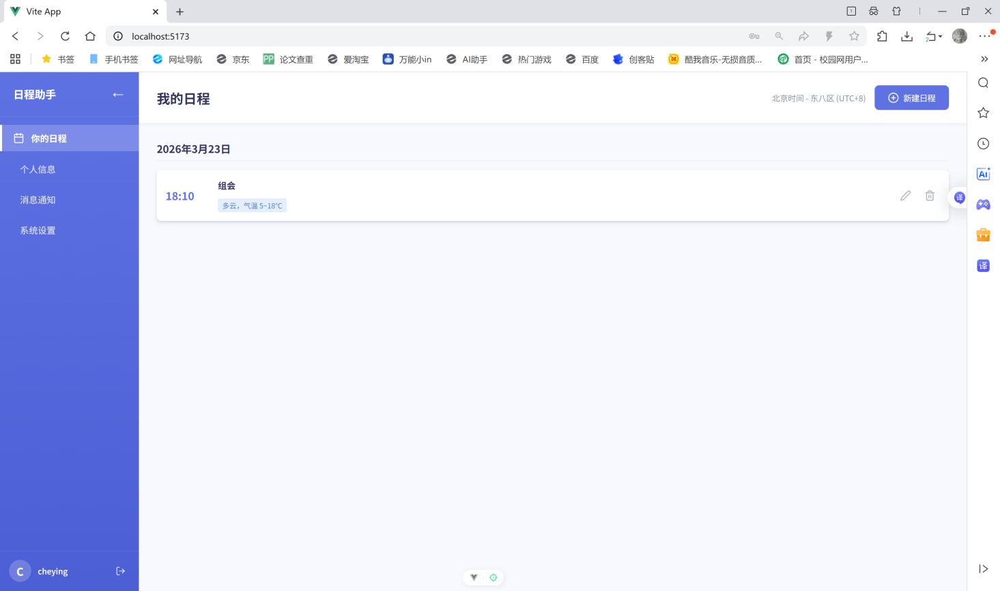 Vite App
localhost:5173
书签
手机书签
网址导航
京东
PP
论文查重
爱淘宝
万能小in
AI助手
热门游戏
百度
创客贴
酷我音乐-无损音质...
首页 - 校园网用户...
日程助手
你的日程
个人信息
消息通知
系统设置
C cheying
我的日程
北京时间 - 东八区 (UTC+8)
新建日程
2026年3月23日
18:10
组会
多云，气温 5~18°C
译
AI
译